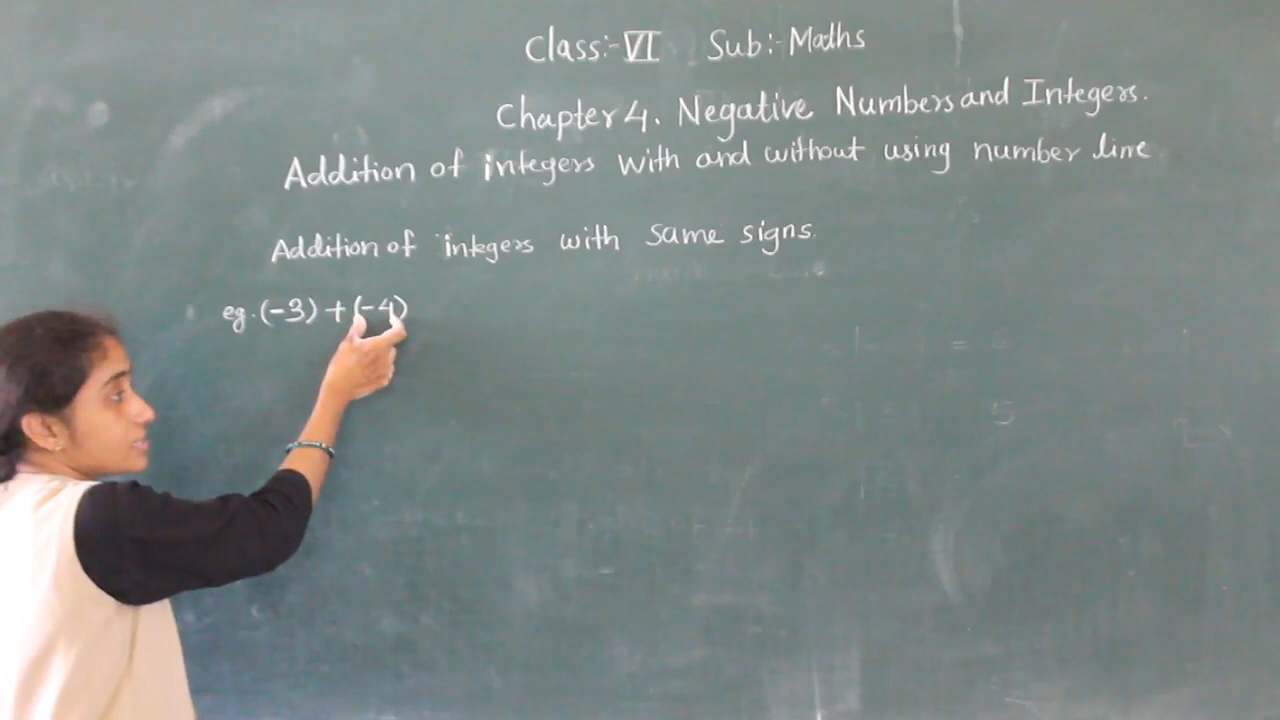 Class:- VI Sub:- Maths
Chapter 4. Negative Numbers and Integers.
Addition of integers with and without using number line
Addition of integers with same signs.
eg. (-3) + (-4)